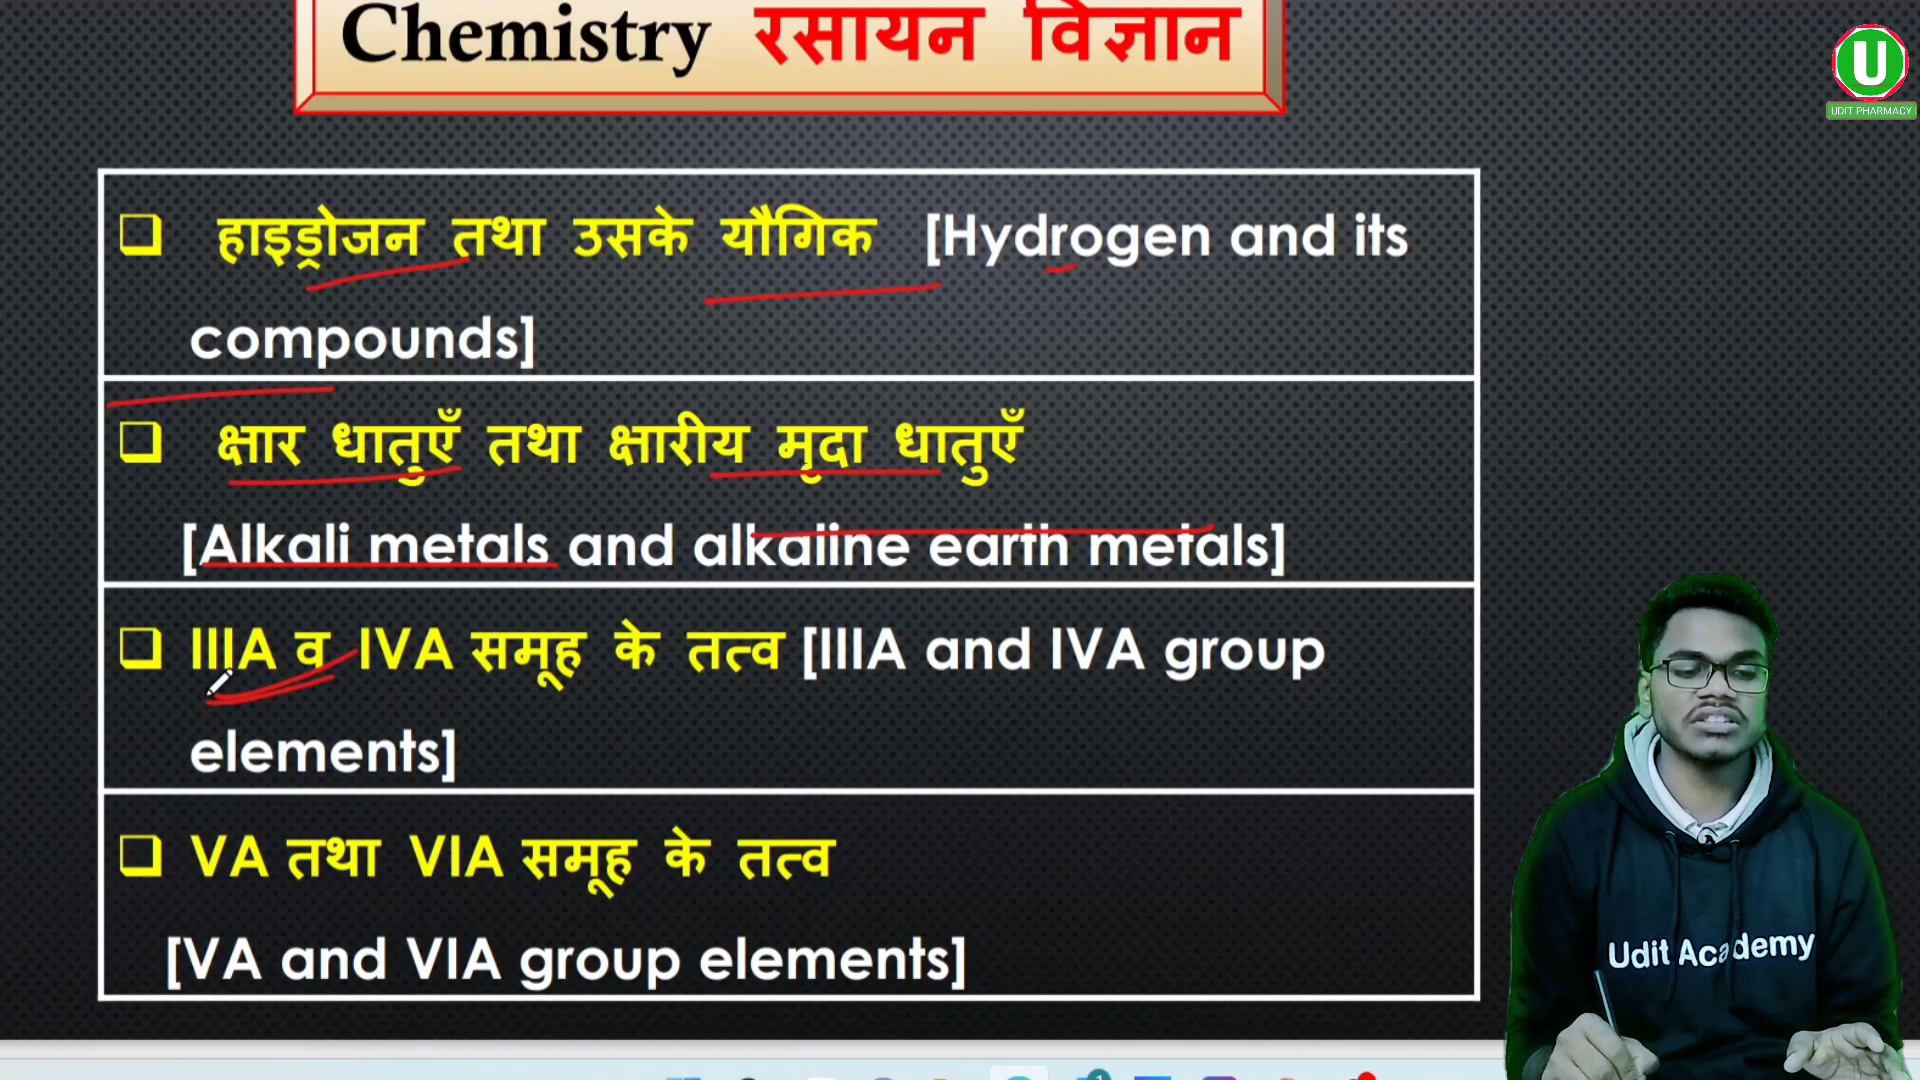 Chemistry रसायन विज्ञान
U
UDIT PHARMACY
हाइड्रोजन तथा उसके यौगिक [Hydrogen and its
compounds]
क्षार धातुएँ तथा क्षारीय मृदा धातुएँ
[Alkali metals and alkaline earth metals]
IIIA व IVA समूह के तत्व [IIIA and IVA group
elements]
VA तथा VIA समूह के तत्व
[VA and VIA group elements]
Udit Academy
1